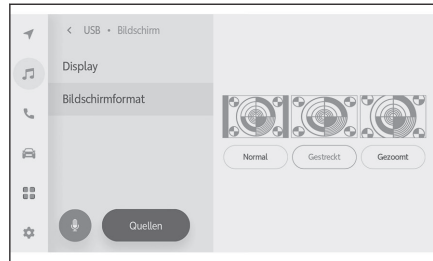 < USB • Bildschirm
Display
Bildschirmformat
Normal
Gestreckt
Gezoomt
Quellen